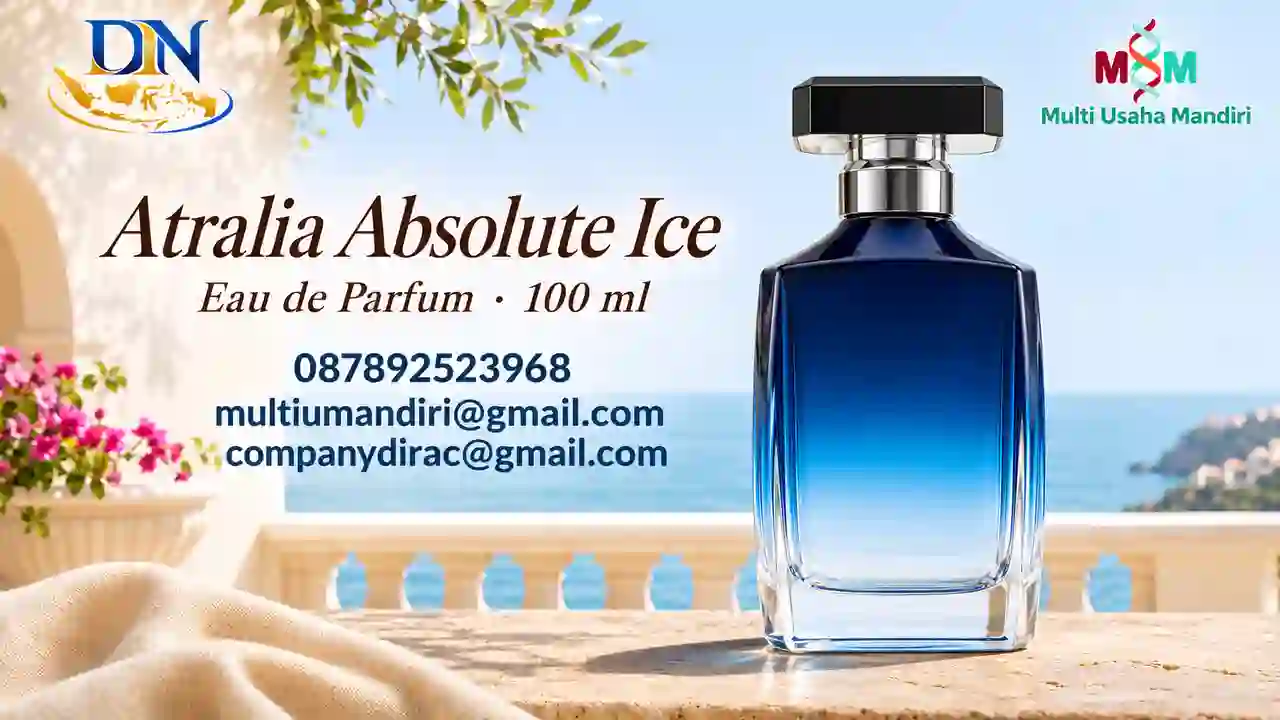 DN
MSM
Multi Usaha Mandiri
Atralia Absolute Ice
Eau de Parfum · 100 ml
087892523968
multiumandiri@gmail.com
companydirac@gmail.com